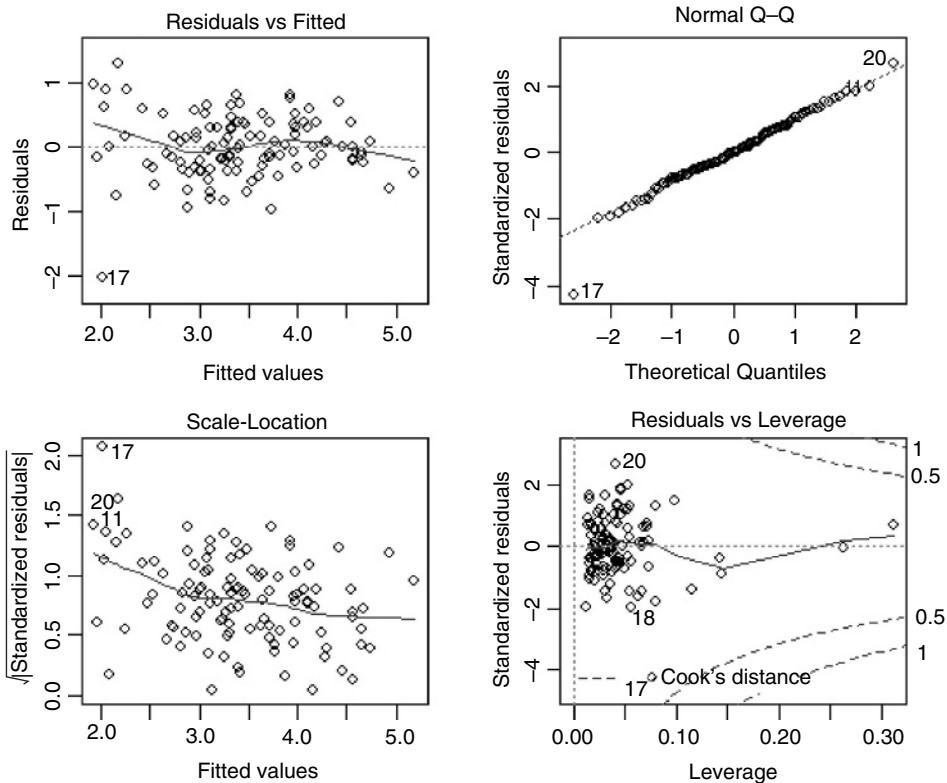 Residuals vs Fitted
Residuals
1
0
−1
−2
17
2.0 3.0 4.0 5.0
Fitted values
Normal Q–Q
Standardized residuals
2
0
−2
−4
20
11
17
−2 −1 0 1 2
Theoretical Quantiles
Scale-Location
√|Standardized residuals|
2.0
1.5
1.0
0.5
0.0
17
20
11
2.0 3.0 4.0 5.0
Fitted values
Residuals vs Leverage
Standardized residuals
2
0
−2
−4
20
18
17
Cook's distance
1
0.5
0.5
1
0.00 0.10 0.20 0.30
Leverage